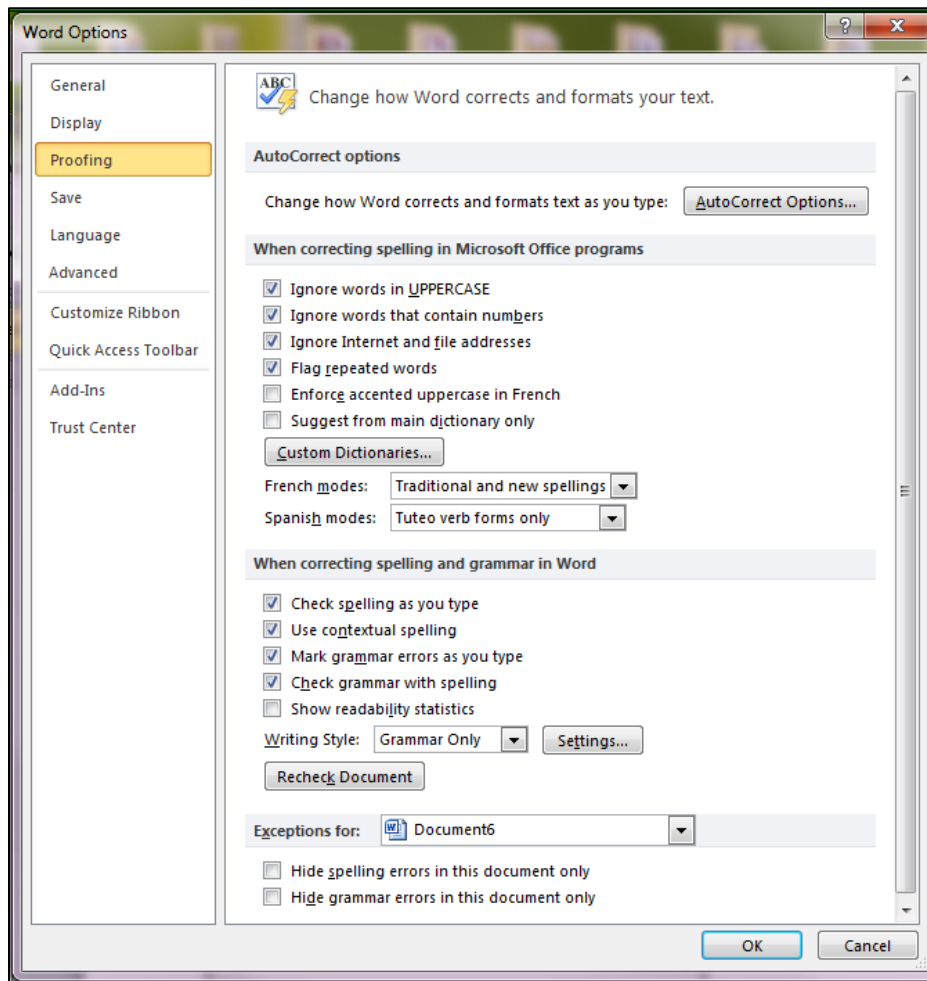 Word Options
General
Display
Proofing
Save
Language
Advanced
Customize Ribbon
Quick Access Toolbar
Add-Ins
Trust Center
ABC
Change how Word corrects and formats your text.
AutoCorrect options
Change how Word corrects and formats text as you type: AutoCorrect Options...
When correcting spelling in Microsoft Office programs
Ignore words in UPPERCASE
Ignore words that contain numbers
Ignore Internet and file addresses
Flag repeated words
Enforce accented uppercase in French
Suggest from main dictionary only
Custom Dictionaries...
French modes: Traditional and new spellings
Spanish modes: Tuteo verb forms only
When correcting spelling and grammar in Word
Check spelling as you type
Use contextual spelling
Mark grammar errors as you type
Check grammar with spelling
Show readability statistics
Writing Style: Grammar Only Settings...
Recheck Document
Exceptions for: Document6
Hide spelling errors in this document only
Hide grammar errors in this document only
OK Cancel